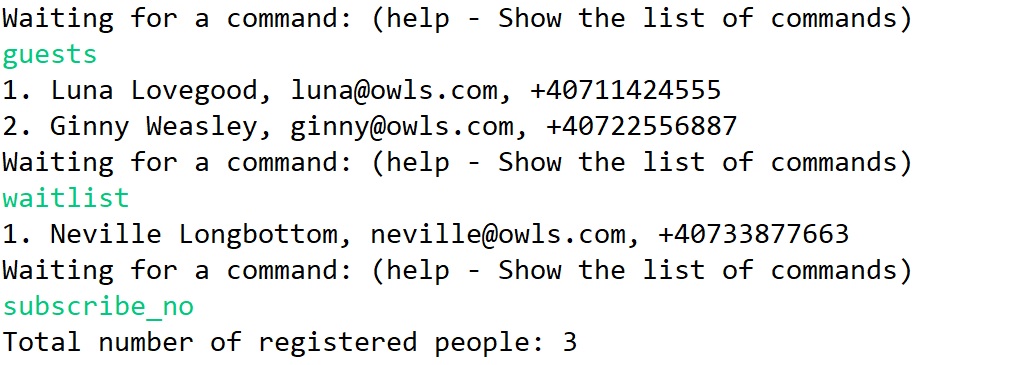 Waiting for a command: (help - Show the list of commands)
guests
1. Luna Lovegood, luna@owls.com, +40711424555
2. Ginny Weasley, ginny@owls.com, +40722556887
Waiting for a command: (help - Show the list of commands)
waitlist
1. Neville Longbottom, neville@owls.com, +40733877663
Waiting for a command: (help - Show the list of commands)
subscribe_no
Total number of registered people: 3